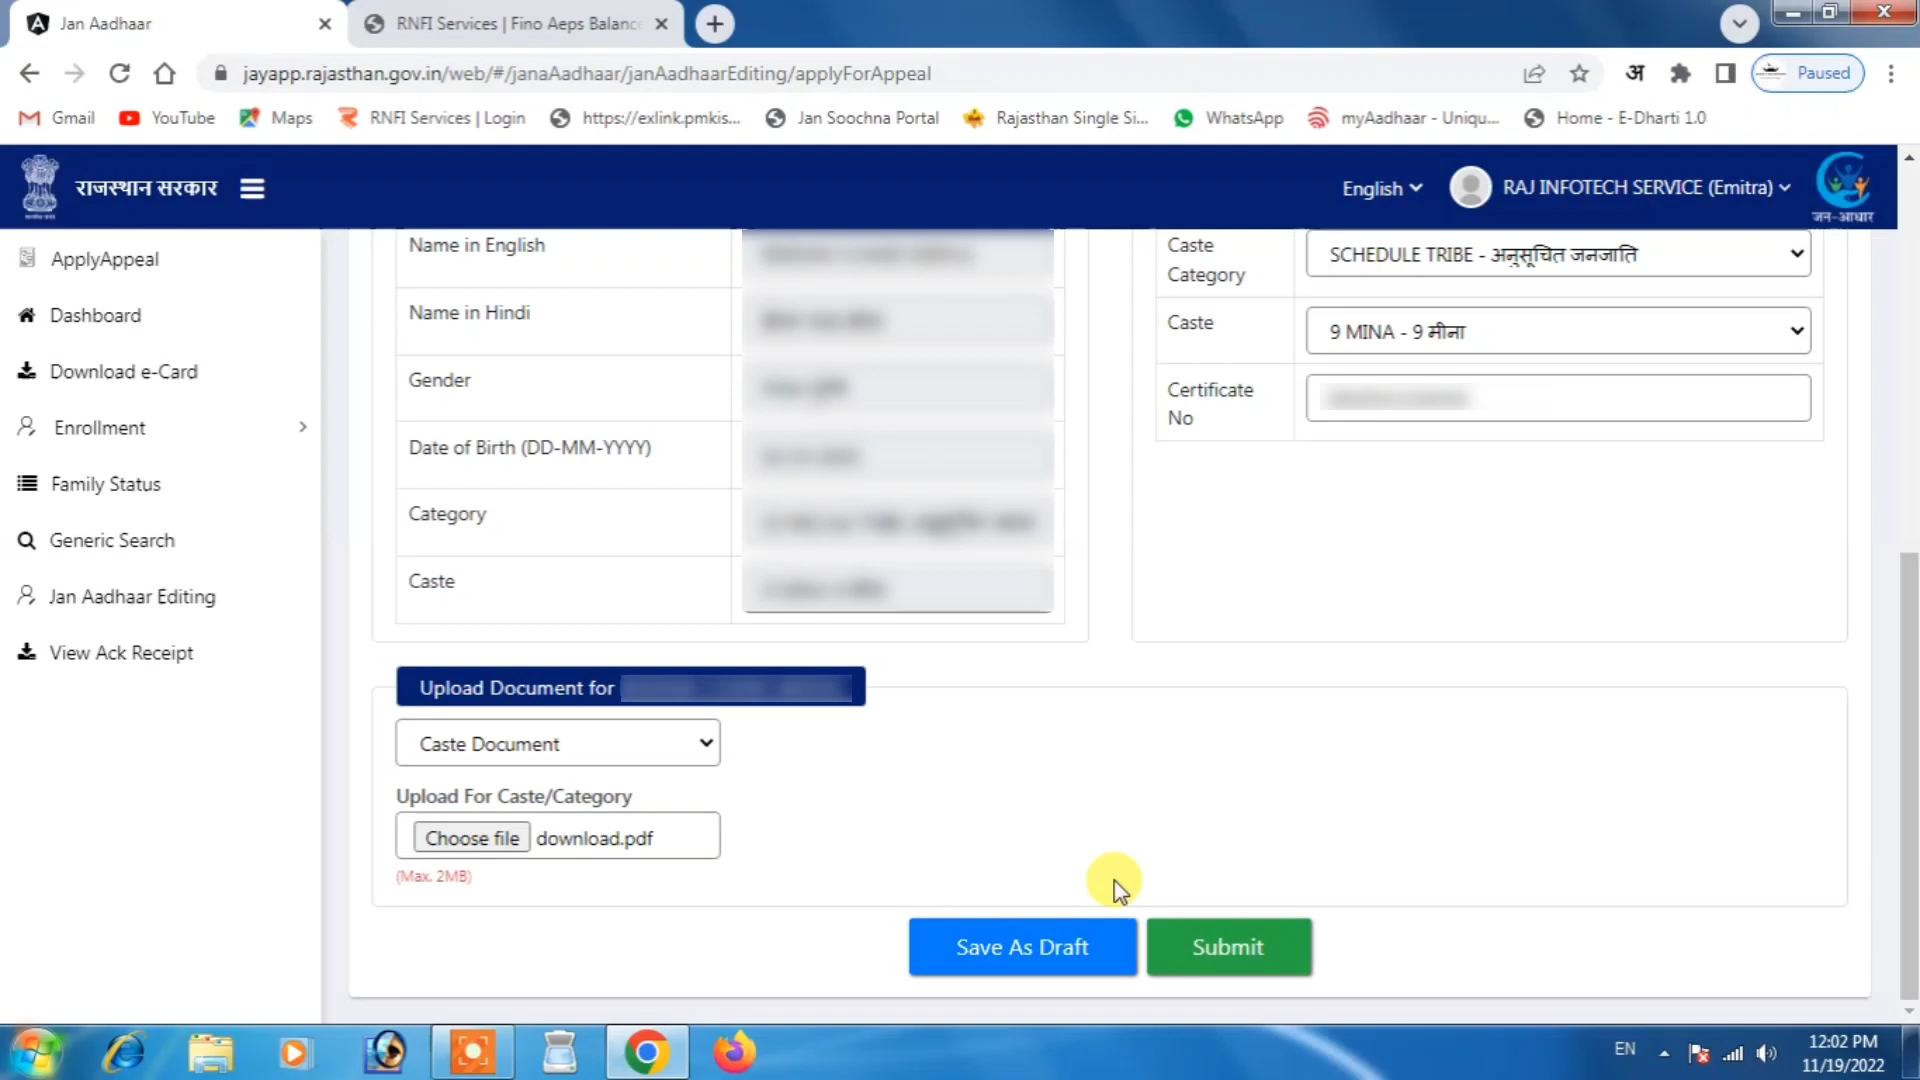 Jan Aadhaar
RNFI Services | Fino Aeps Balance
jayapp.rajasthan.gov.in/web/#/janaAadhaar/janAadhaarEditing/applyForAppeal
अ
Paused
Gmail
YouTube
Maps
RNFI Services | Login
https://exlink.pmkis...
Jan Soochna Portal
Rajasthan Single Si...
WhatsApp
myAadhaar - Uniqu...
Home - E-Dharti 1.0
राजस्थान सरकार
English
RAJ INFOTECH SERVICE (Emitra)
जन-आधार
ApplyAppeal
Dashboard
Download e-Card
Enrollment
Family Status
Generic Search
Jan Aadhaar Editing
View Ack Receipt
Name in English
Name in Hindi
Gender
Date of Birth (DD-MM-YYYY)
Category
Caste
Caste
Category
SCHEDULE TRIBE - अनुसूचित जनजाति
Caste
9 MINA - 9 मीना
Certificate
No
Upload Document for
Caste Document
Upload For Caste/Category
Choose file download.pdf
(Max. 2MB)
Save As Draft
Submit
EN
12:02 PM
11/19/2022